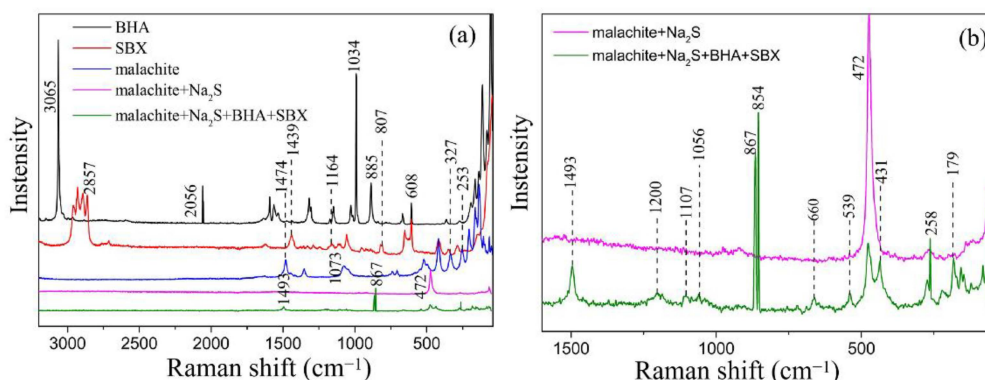 (a)
BHA
SBX
malachite
malachite+Na₂S
malachite+Na₂S+BHA+SBX
3065
2857
2056
1474
1439
1164
1034
885
807
608
327
253
1493
1073
867
472
Intensity
3000 2500 2000 1500 1000 500
Raman shift (cm⁻¹)
(b)
malachite+Na₂S
malachite+Na₂S+BHA+SBX
1493
1200
1107
1056
867
854
660
539
472
431
258
179
Intensity
1500 1000 500 0
Raman shift (cm⁻¹)